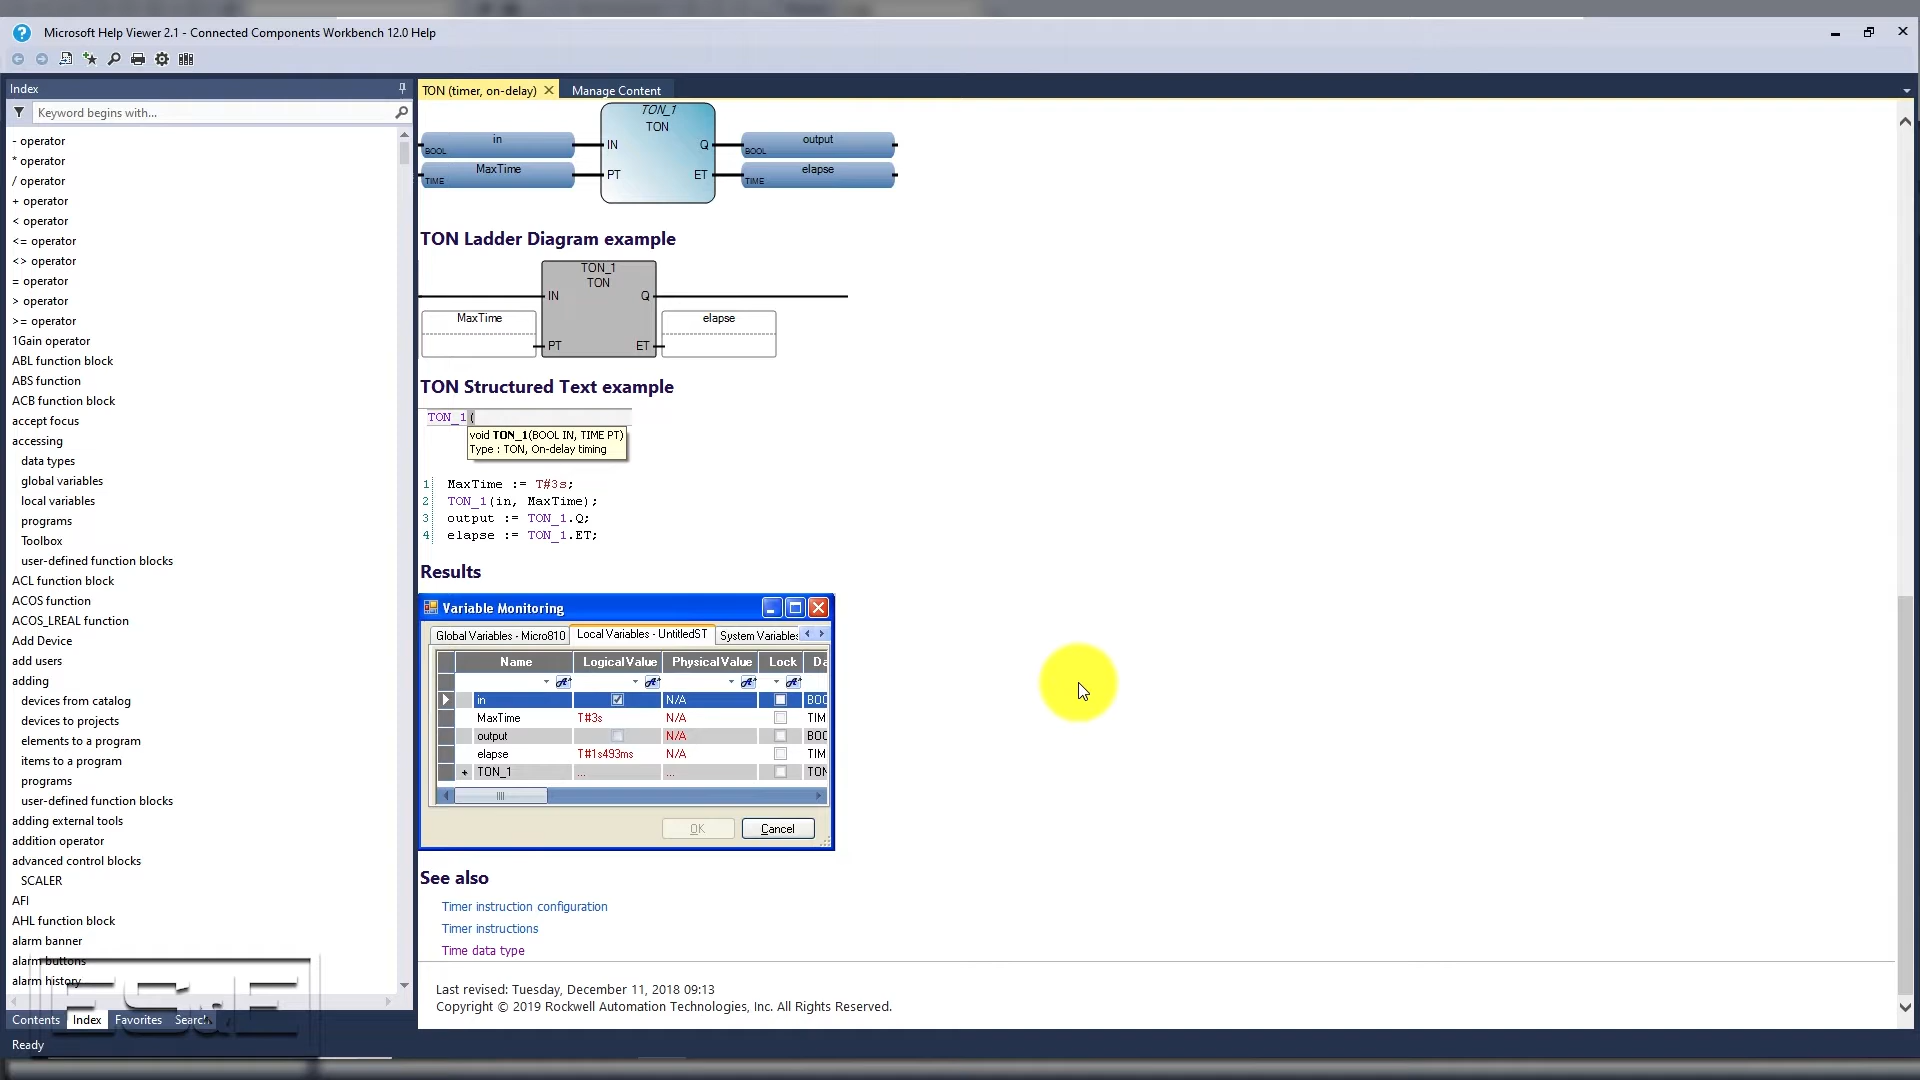 Microsoft Help Viewer 2.1 - Connected Components Workbench 12.0 Help
Index
Keyword begins with...
- operator
* operator
/ operator
+ operator
< operator
<= operator
<> operator
= operator
> operator
>= operator
1Gain operator
ABL function block
ABS function
ACB function block
accept focus
accessing
data types
global variables
local variables
programs
Toolbox
user-defined function blocks
ACL function block
ACOS function
ACOS_LREAL function
Add Device
add users
adding
devices from catalog
devices to projects
elements to a program
items to a program
programs
user-defined function blocks
adding external tools
addition operator
advanced control blocks
SCALER
AFI
AHL function block
alarm banner
alarm buttons
alarm history
Contents Index Favorites Search
Ready
ES&E
TON (timer, on-delay) Manage Content
TON_1
TON
in
BOOL
IN Q
output
BOOL
MaxTime
TIME
PT ET
elapse
TIME
TON Ladder Diagram example
TON_1
TON
IN Q
MaxTime
elapse
PT ET
TON Structured Text example
TON_1(
void TON_1(BOOL IN, TIME PT)
Type : TON, On-delay timing
1 MaxTime := T#3s;
2 TON_1(in, MaxTime);
3 output := TON_1.Q;
4 elapse := TON_1.ET;
Results
Variable Monitoring
Global Variables - Micro810 Local Variables - UntitledST System Variables
Name Logical Value Physical Value Lock Da
in N/A BOO
MaxTime T#3s N/A TIM
output N/A BOO
elapse T#1s493ms N/A TIM
+ TON_1 ... ... TON
OK Cancel
See also
Timer instruction configuration
Timer instructions
Time data type
Last revised: Tuesday, December 11, 2018 09:13
Copyright © 2019 Rockwell Automation Technologies, Inc. All Rights Reserved.